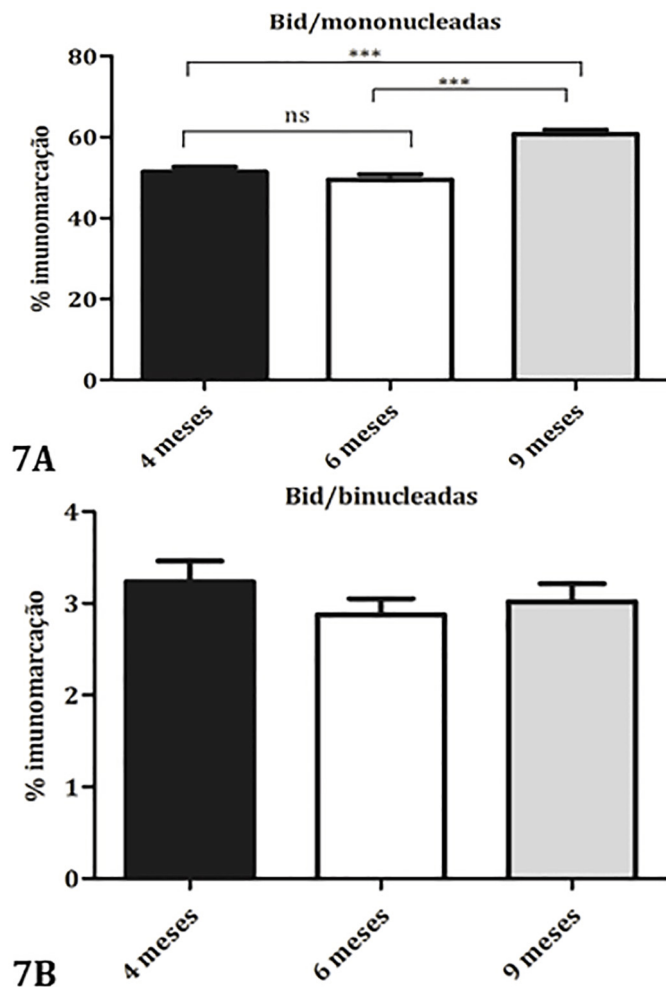 Bid/mononucleadas
80
60
40
20
0
% imunomarcação
***
***
ns
4 meses
6 meses
9 meses
7A
Bid/binucleadas
4
3
2
1
0
% imunomarcação
4 meses
6 meses
9 meses
7B